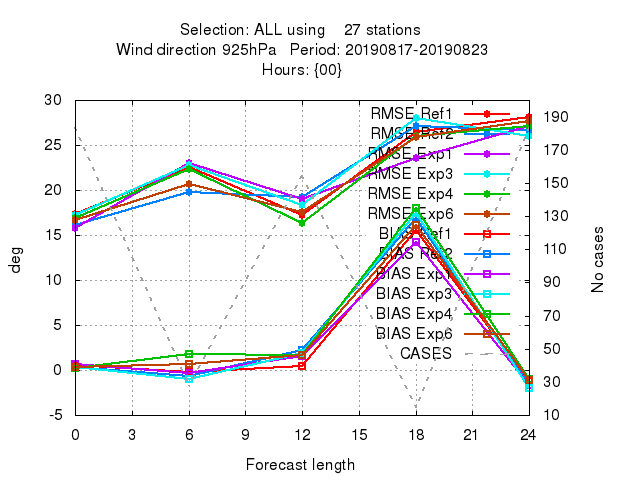 Selection: ALL using 27 stations
Wind direction 925hPa Period: 20190817-20190823
Hours: {00}
30
25
20
15
10
5
0
-5
deg
190
170
150
130
110
90
70
50
30
10
No cases
RMSE Ref1
RMSE Ref2
RMSE Exp1
RMSE Exp3
RMSE Exp4
RMSE Exp6
BIAS Ref1
BIAS Ref2
BIAS Exp1
BIAS Exp3
BIAS Exp4
BIAS Exp6
CASES
0 3 6 9 12 15 18 21 24
Forecast length